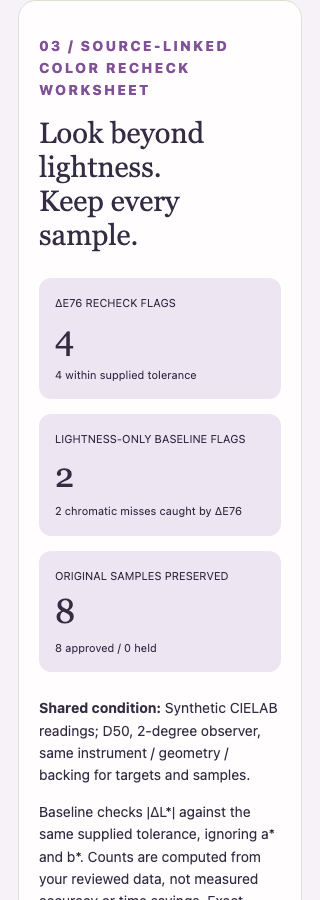 03 / SOURCE-LINKED
COLOR RECHECK
WORKSHEET
Look beyond
lightness.
Keep every
sample.
ΔE76 RECHECK FLAGS
4
4 within supplied tolerance
LIGHTNESS-ONLY BASELINE FLAGS
2
2 chromatic misses caught by ΔE76
ORIGINAL SAMPLES PRESERVED
8
8 approved / 0 held
Shared condition: Synthetic CIELAB
readings; D50, 2-degree observer,
same instrument / geometry /
backing for targets and samples.
Baseline checks |ΔL*| against the
same supplied tolerance, ignoring a*
and b*. Counts are computed from
your reviewed data, not measured
accuracy or time savings. Exact